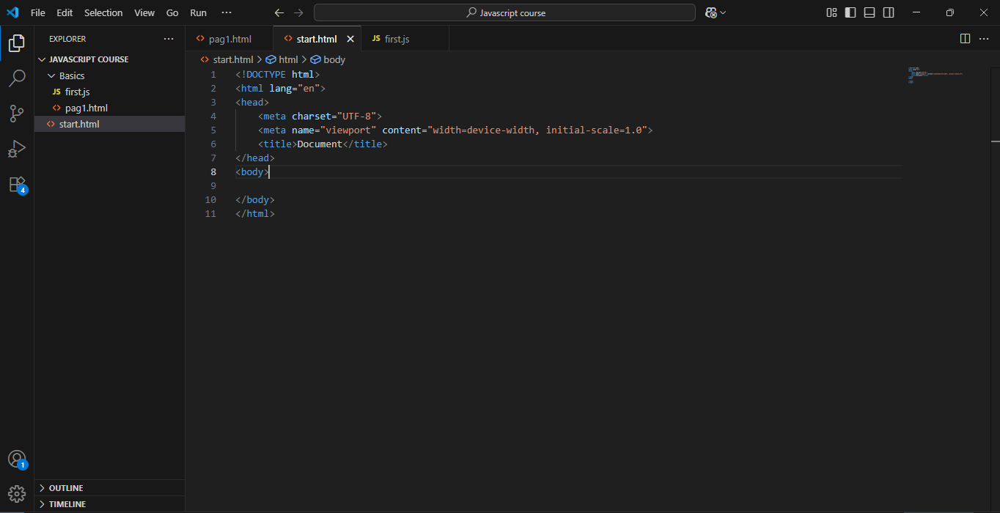 File Edit Selection View Go Run ··· Javascript course
EXPLORER ···
JAVASCRIPT COURSE
Basics
JS first.js
<> pag1.html
<> start.html
4
1
OUTLINE
TIMELINE
<> pag1.html <> start.html JS first.js ···
<> start.html > html > body
1 <!DOCTYPE html>
2 <html lang="en">
3 <head>
4 <meta charset="UTF-8">
5 <meta name="viewport" content="width=device-width, initial-scale=1.0">
6 <title>Document</title>
7 </head>
8 <body>
9
10 </body>
11 </html>